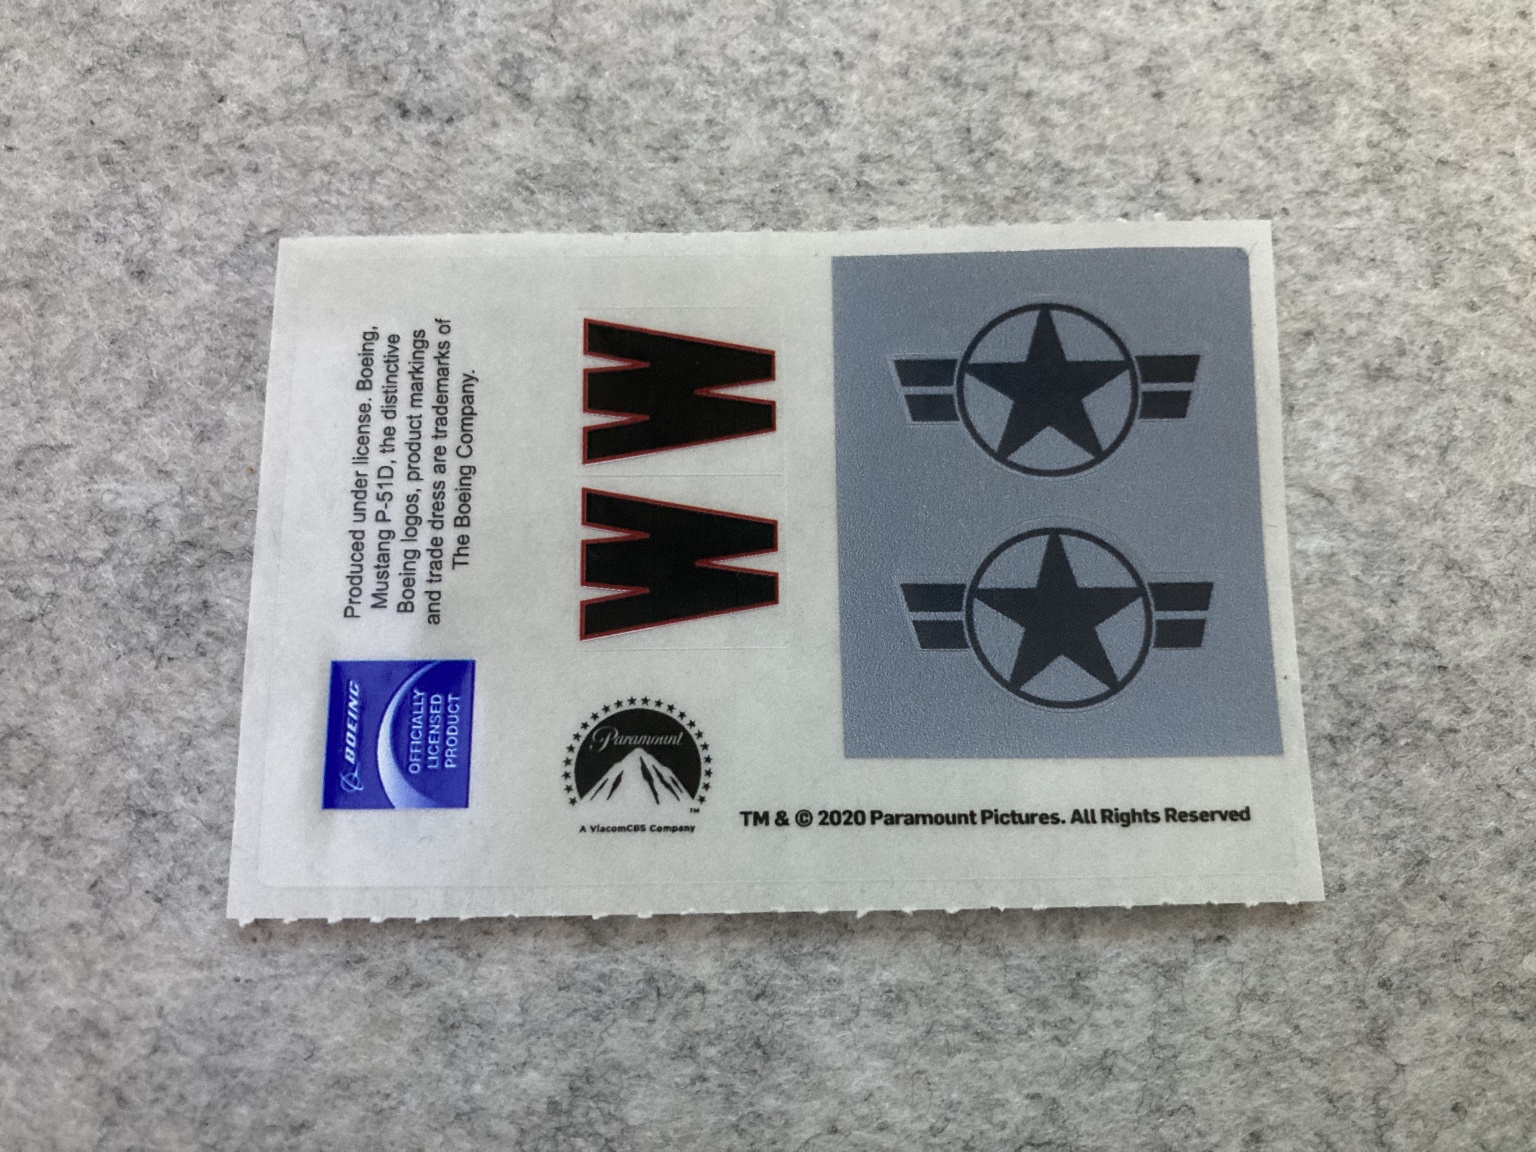 Produced under license. Boeing,
Mustang P-51D, the distinctive
Boeing logos, product markings
and trade dress are trademarks of
The Boeing Company.
BOEING
OFFICIALLY
LICENSED
PRODUCT
W W
Paramount
TM
A ViacomCBS Company
TM & © 2020 Paramount Pictures. All Rights Reserved